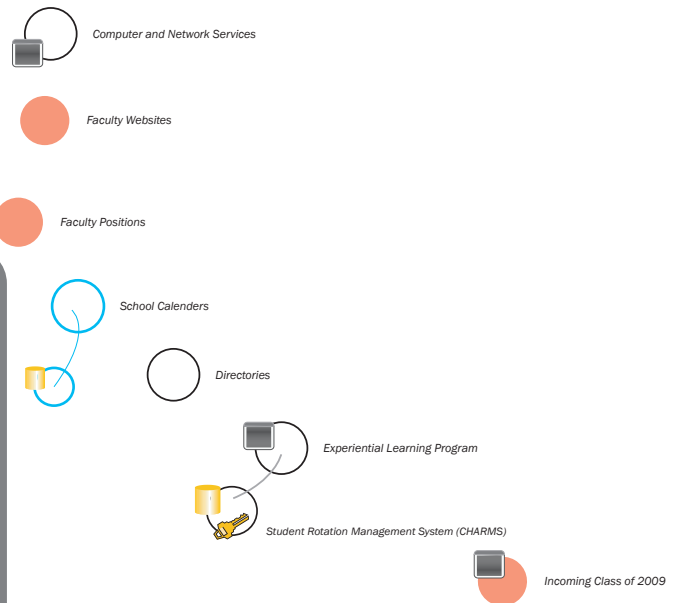 Computer and Network Services
Faculty Websites
Faculty Positions
School Calenders
Directories
Experiential Learning Program
Student Rotation Management System (CHARMS)
Incoming Class of 2009